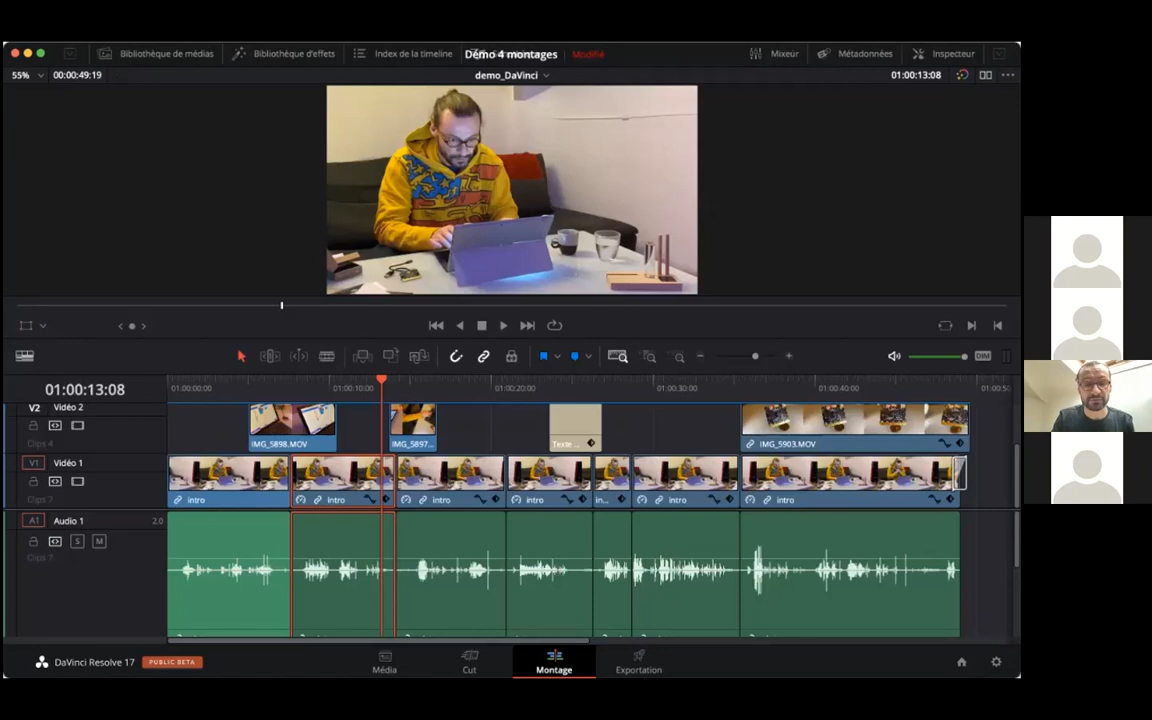 Bibliothèque de médias
Bibliothèque d'effets
Index de la timeline
Démo 4 montages
Modifié
Mixeur
Métadonnées
Inspecteur
55%
00:00:49:19
demo_DaVinci
01:00:13:08
DIM
01:00:13:08
01:00:00:00
01:00:10:00
01:00:20:00
01:00:30:00
01:00:40:00
01:00:50:
V2
Vidéo 2
Clips 4
IMG_5898.MOV
IMG_5897...
Texte ...
IMG_5903.MOV
V1
Vidéo 1
Clips 7
intro
intro
intro
intro
in...
intro
intro
A1
Audio 1
2.0
S
M
Clips 7
DaVinci Resolve 17
PUBLIC BETA
Média
Cut
Montage
Exportation